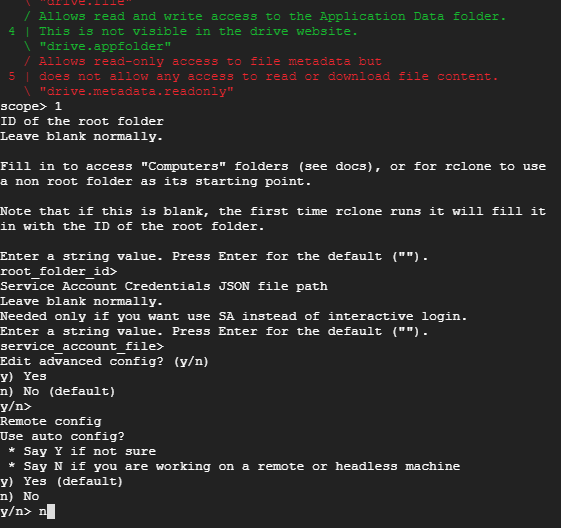 \ "drive.file"
/ Allows read and write access to the Application Data folder.
4 | This is not visible in the drive website.
\ "drive.appfolder"
/ Allows read-only access to file metadata but
5 | does not allow any access to read or download file content.
\ "drive.metadata.readonly"
scope> 1
ID of the root folder
Leave blank normally.

Fill in to access "Computers" folders (see docs), or for rclone to use
a non root folder as its starting point.

Note that if this is blank, the first time rclone runs it will fill it
in with the ID of the root folder.

Enter a string value. Press Enter for the default ("").
root_folder_id>
Service Account Credentials JSON file path
Leave blank normally.
Needed only if you want use SA instead of interactive login.
Enter a string value. Press Enter for the default ("").
service_account_file>
Edit advanced config? (y/n)
y) Yes
n) No (default)
y/n>
Remote config
Use auto config?
* Say Y if not sure
* Say N if you are working on a remote or headless machine
y) Yes (default)
n) No
y/n> n